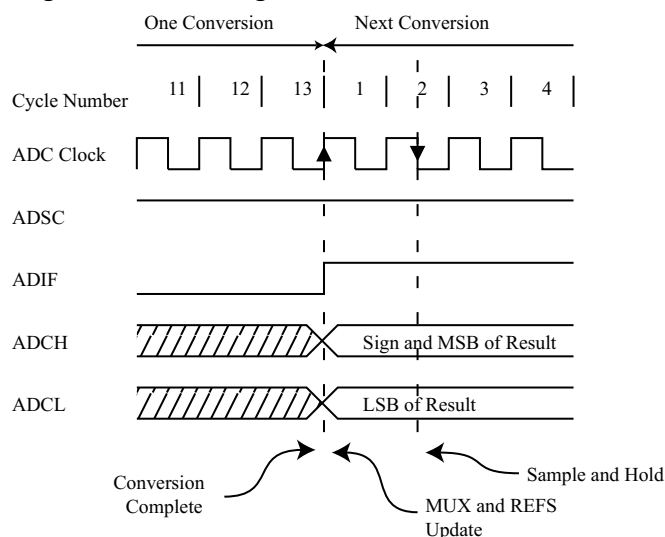 One Conversion Next Conversion
Cycle Number 11 12 13 1 2 3 4
ADC Clock
ADSC
ADIF
ADCH Sign and MSB of Result
ADCL LSB of Result
Conversion
Complete
MUX and REFS
Update
Sample and Hold